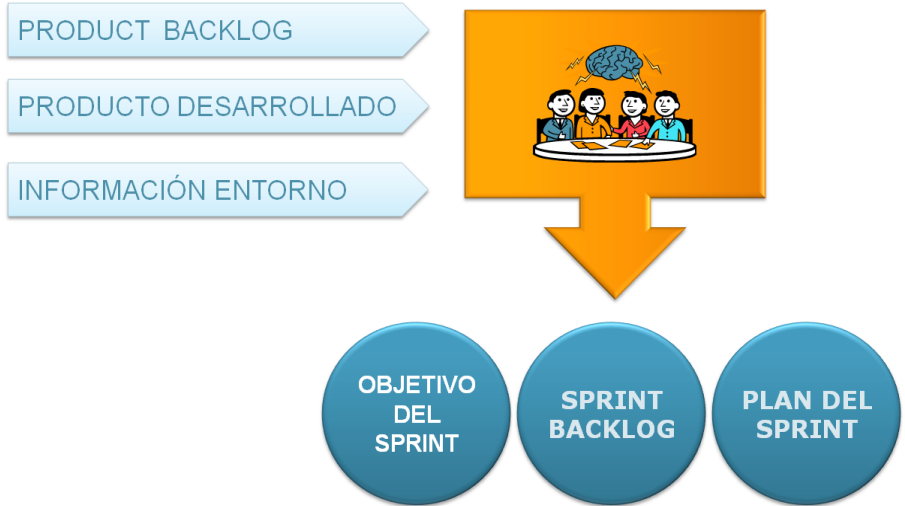 PRODUCT BACKLOG
PRODUCTO DESARROLLADO
INFORMACIÓN ENTORNO
OBJETIVO
DEL
SPRINT
SPRINT
BACKLOG
PLAN DEL
SPRINT